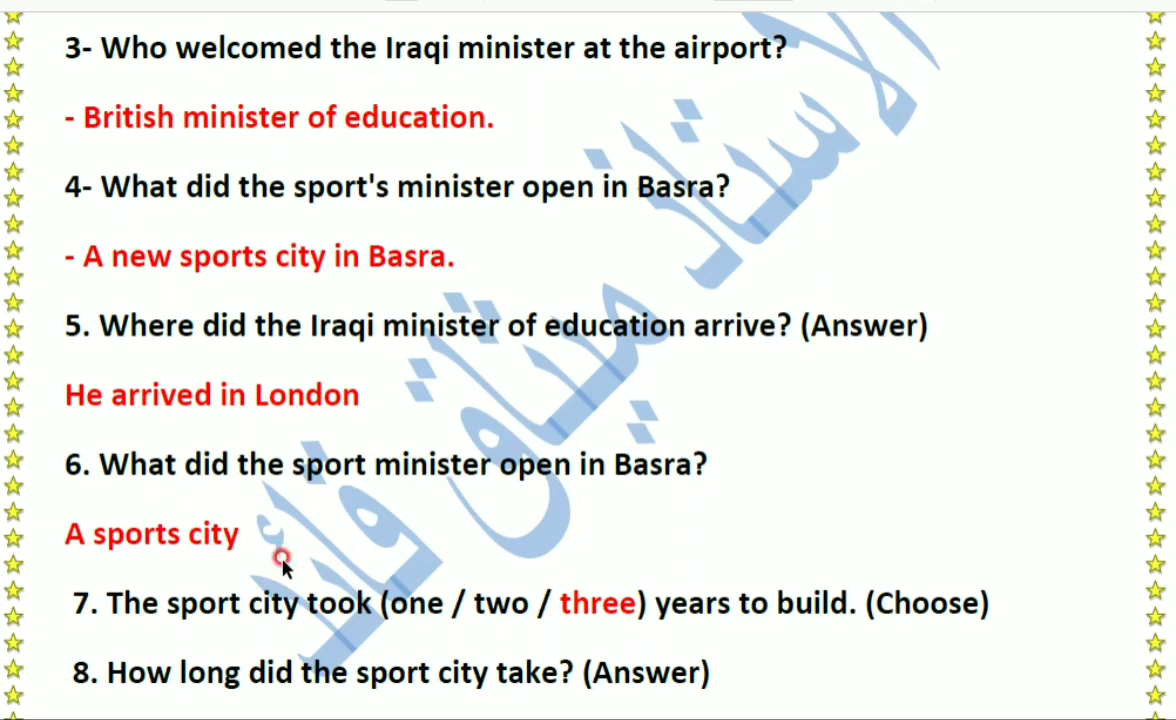 3- Who welcomed the Iraqi minister at the airport?
- British minister of education.
4- What did the sport's minister open in Basra?
- A new sports city in Basra.
5. Where did the Iraqi minister of education arrive? (Answer)
He arrived in London
6. What did the sport minister open in Basra?
A sports city
7. The sport city took (one / two / three) years to build. (Choose)
8. How long did the sport city take? (Answer)
الاستاذ ميثاق فائز